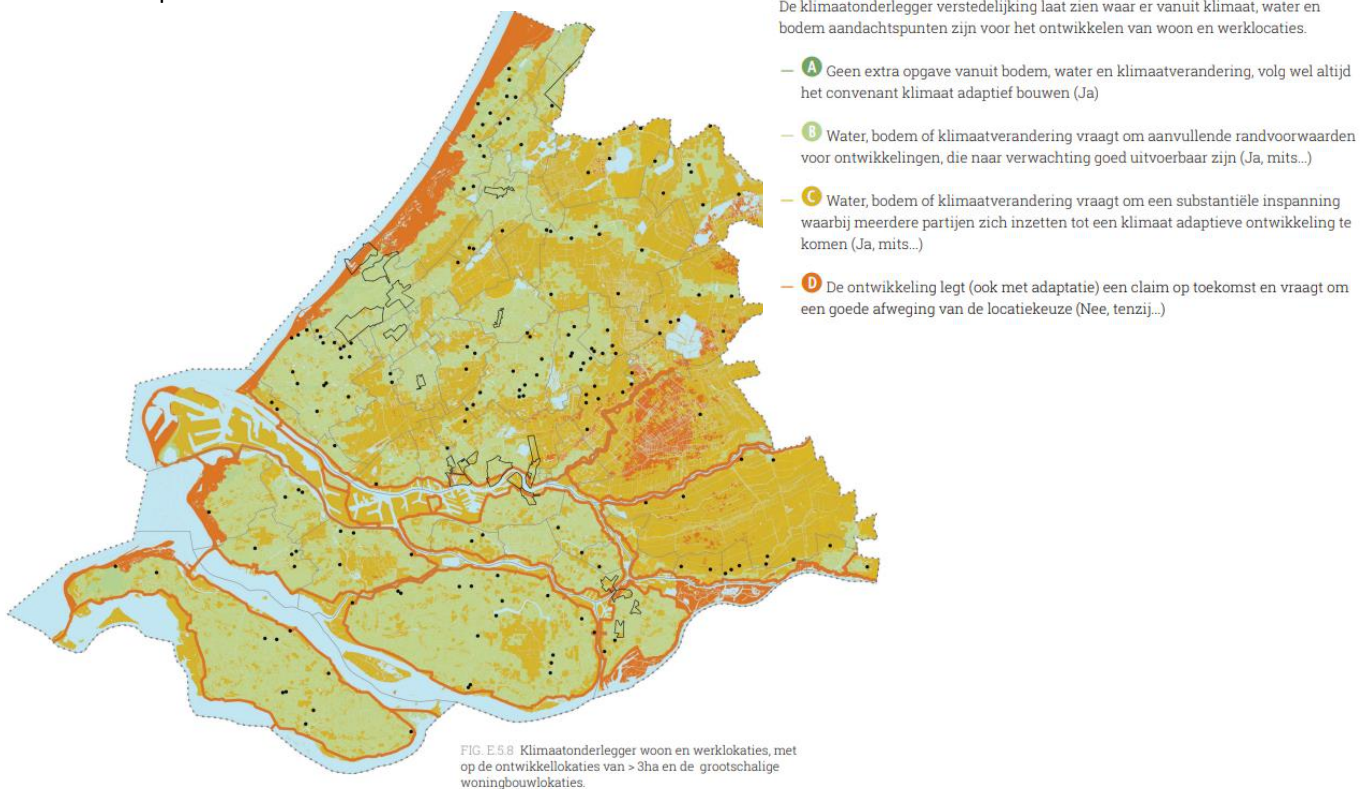 De klimaatonderlegger verstedelijking laat zien waar er vanuit klimaat, water en
bodem aandachtspunten zijn voor het ontwikkelen van woon en werklocaties.
— A Geen extra opgave vanuit bodem, water en klimaatverandering, volg wel altijd
het convenant klimaat adaptief bouwen (Ja)
— B Water, bodem of klimaatverandering vraagt om aanvullende randvoorwaarden
voor ontwikkelingen, die naar verwachting goed uitvoerbaar zijn (Ja, mits...)
— C Water, bodem of klimaatverandering vraagt om een substantiële inspanning
waarbij meerdere partijen zich inzetten tot een klimaat adaptieve ontwikkeling te
komen (Ja, mits...)
— D De ontwikkeling legt (ook met adaptatie) een claim op toekomst en vraagt om
een goede afweging van de locatiekeuze (Nee, tenzij...)
FIG. E.5.8 Klimaatonderlegger woon en werklokaties, met
op de ontwikkellokaties van > 3ha en de grootschalige
woningbouwlokaties.